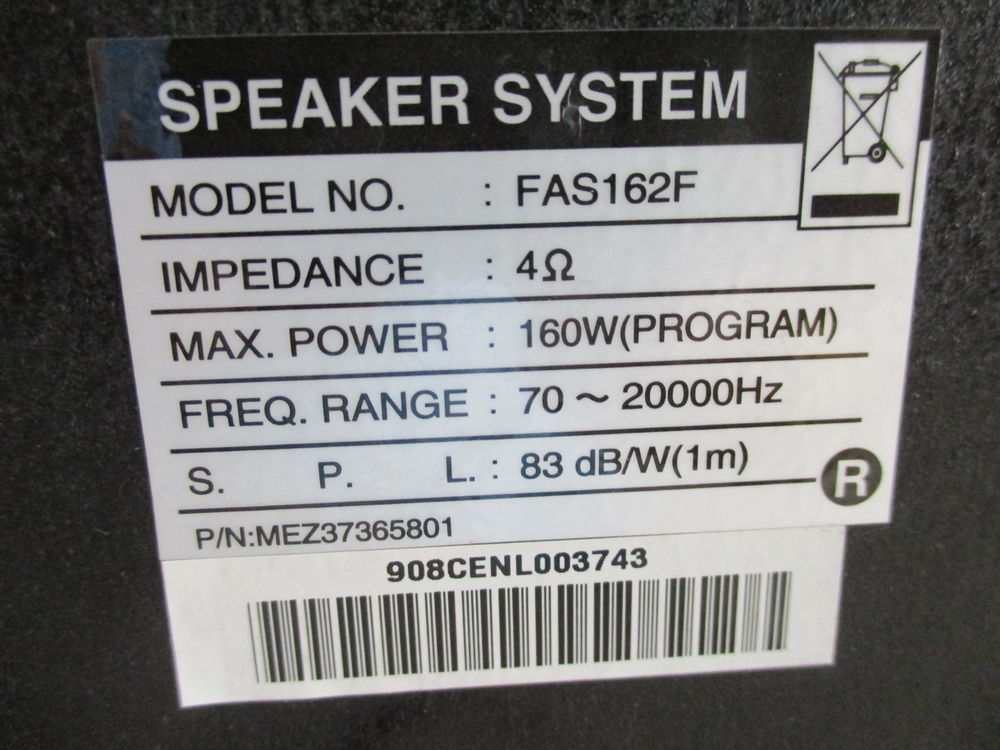 SPEAKER SYSTEM
MODEL NO. : FAS162F
IMPEDANCE : 4Ω
MAX. POWER : 160W(PROGRAM)
FREQ. RANGE : 70 ~ 20000Hz
S. P. L. : 83 dB/W(1m)
R
P/N:MEZ37365801
908CENL003743